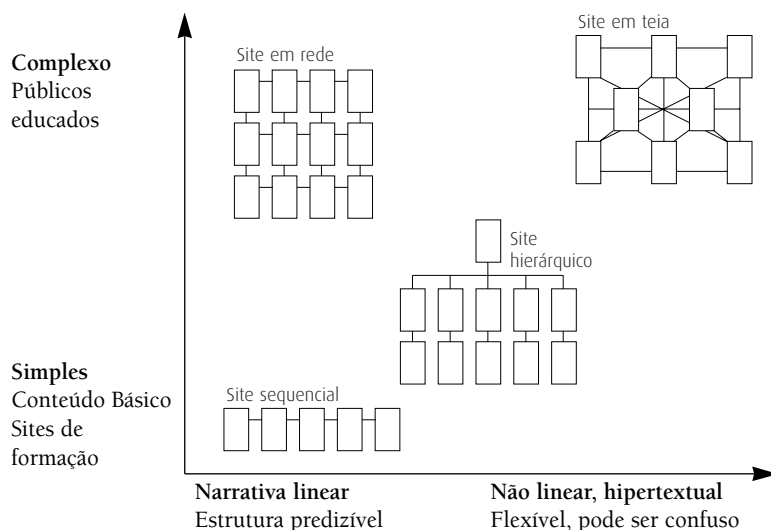 Complexo
Públicos
educados
Site em rede
Site em teia
Site
hierárquico
Simples
Conteúdo Básico
Sites de
formação
Site sequencial
Narrativa linear
Estrutura predizível
Não linear, hipertextual
Flexível, pode ser confuso